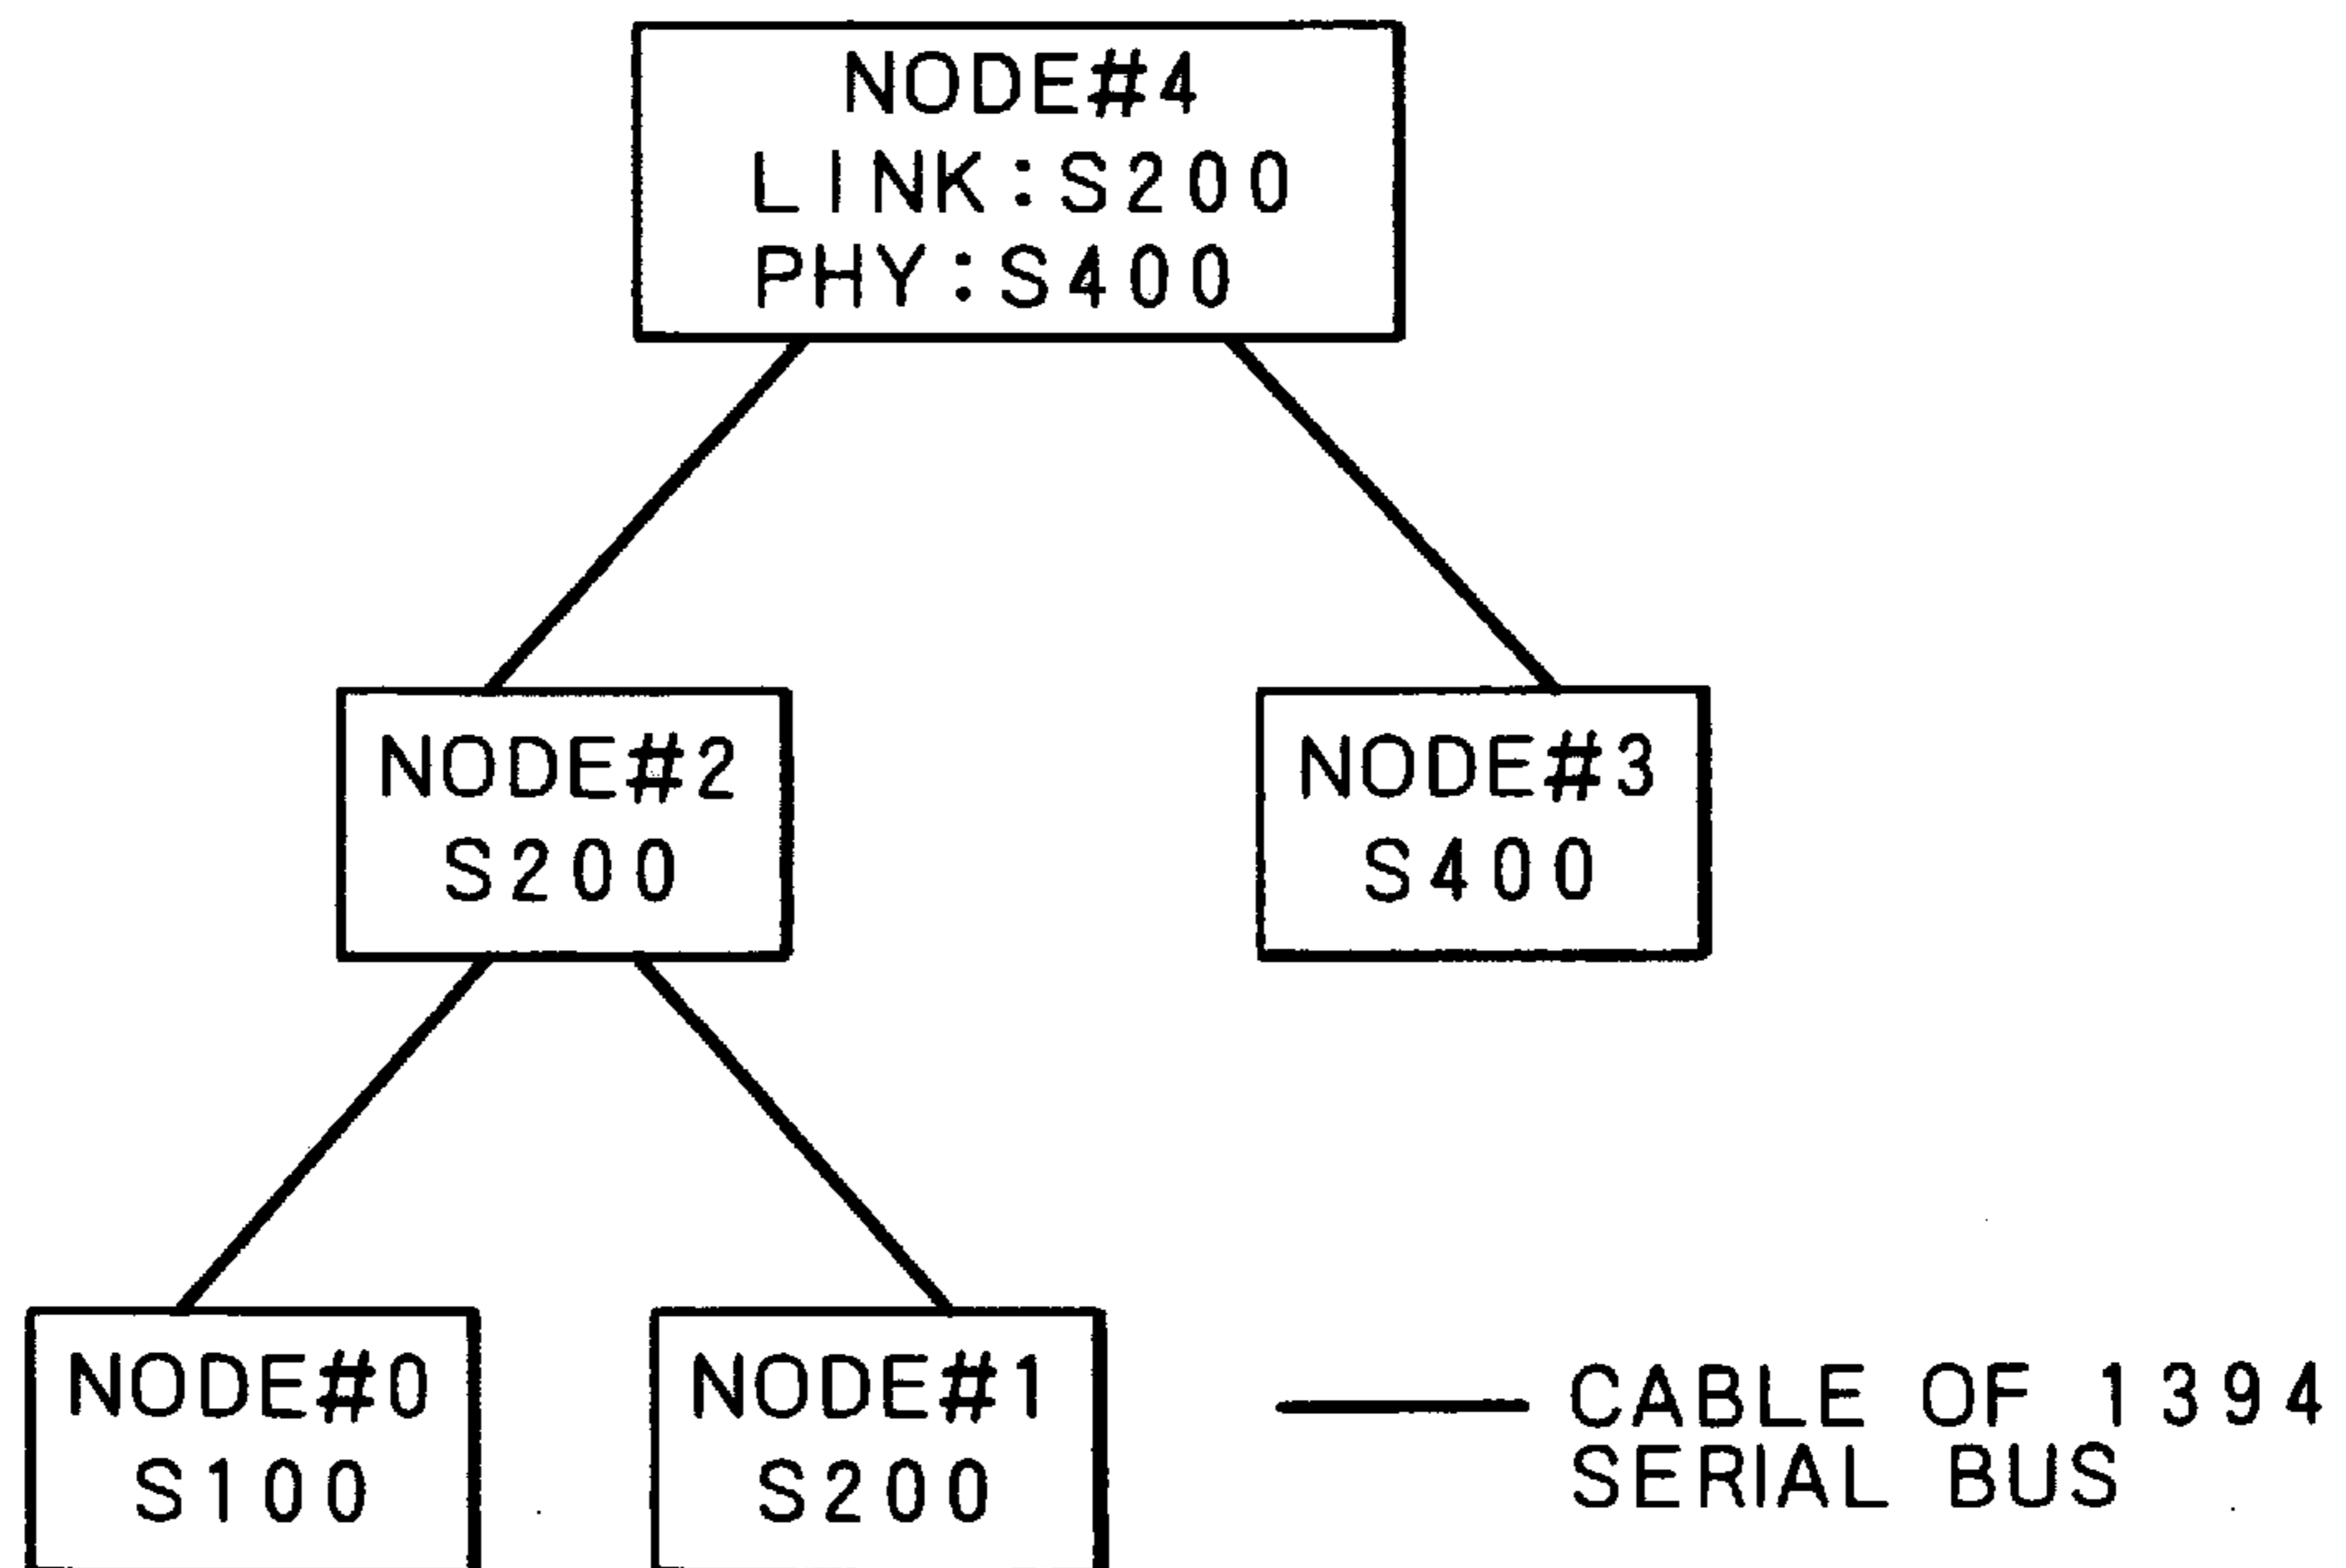 NODE#4
LINK:S200
PHY:S400
NODE#2
S200
NODE#3
S400
NODE#0
S100
NODE#1
S200
CABLE OF 1394
SERIAL BUS